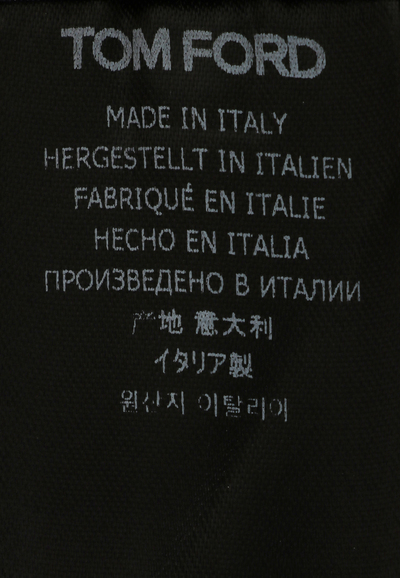 TOM FORD
MADE IN ITALY
HERGESTELLT IN ITALIEN
FABRIQUÉ EN ITALIE
HECHO EN ITALIA
ПРОИЗВЕДЕНО В ИТАЛИИ
产地 意大利
イタリア製
원산지 이탈리아